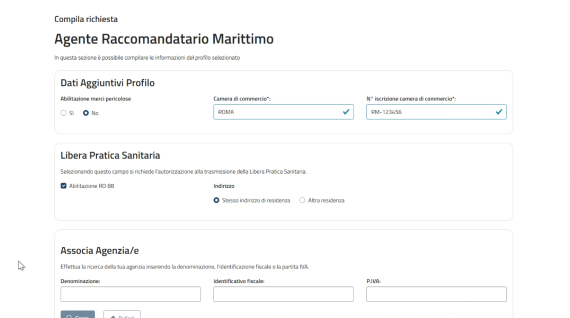 Compila richiesta
Agente Raccomandatario Marittimo
In questa sezione è possibile compilare le informazioni del profilo selezionato
Dati Aggiuntivi Profilo
Abilitazione merci pericolose
Camera di commercio*:
N° iscrizione camera di commercio*:
Sì
No
ROMA
RM-123456
Libera Pratica Sanitaria
Selezionando questo campo si richiede l'autorizzazione alla trasmissione della Libera Pratica Sanitaria.
Abilitazione RD BB
Indirizzo
Stesso indirizzo di residenza
Altra residenza
Associa Agenzia/e
Effettua la ricerca della tua agenzia inserendo la denominazione, l'identificazione fiscale o la partita IVA.
Denominazione:
Identificativo fiscale:
P.IVA: